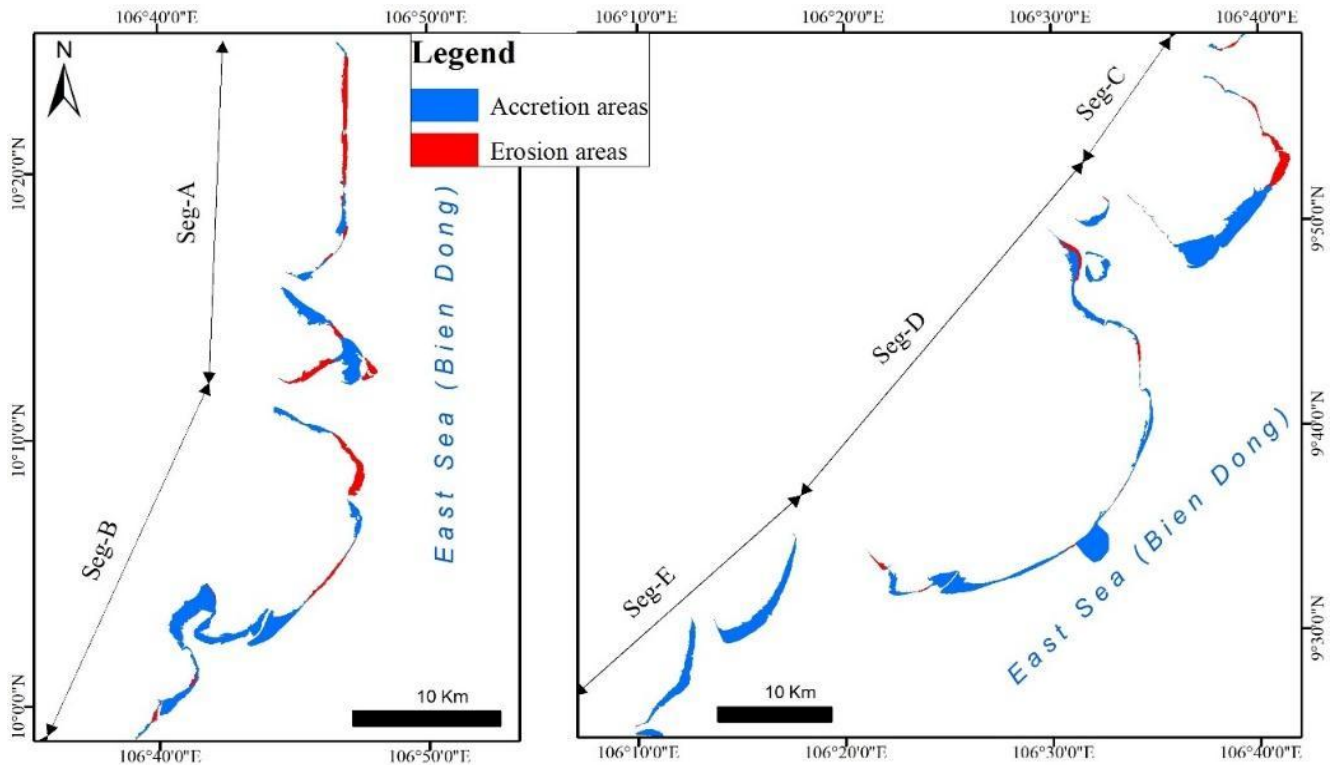 106°40'0"E
106°50'0"E
106°10'0"E
106°20'0"E
106°30'0"E
106°40'0"E
N
Legend
Accretion areas
Erosion areas
Seg-A
Seg-B
10°20'0"N
10°10'0"N
10°0'0"N
East Sea (Bien Dong)
10 Km
Seg-C
Seg-D
Seg-E
9°50'0"N
9°40'0"N
9°30'0"N
East Sea (Bien Dong)
10 Km
106°40'0"E
106°50'0"E
106°10'0"E
106°20'0"E
106°30'0"E
106°40'0"E